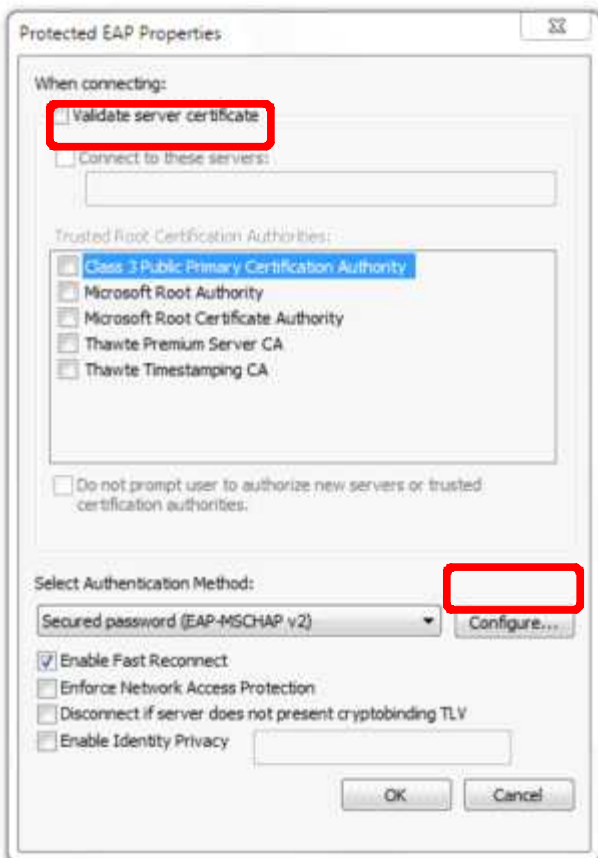 Protected EAP Properties
When connecting:
Validate server certificate
Connect to these servers:
Trusted Root Certification Authorities:
Class 3 Public Primary Certification Authority
Microsoft Root Authority
Microsoft Root Certificate Authority
Thawte Premium Server CA
Thawte Timestamping CA
Do not prompt user to authorize new servers or trusted
certification authorities.
Select Authentication Method:
Secured password (EAP-MSCHAP v2)
Configure...
Enable Fast Reconnect
Enforce Network Access Protection
Disconnect if server does not present cryptobinding TLV
Enable Identity Privacy
OK
Cancel